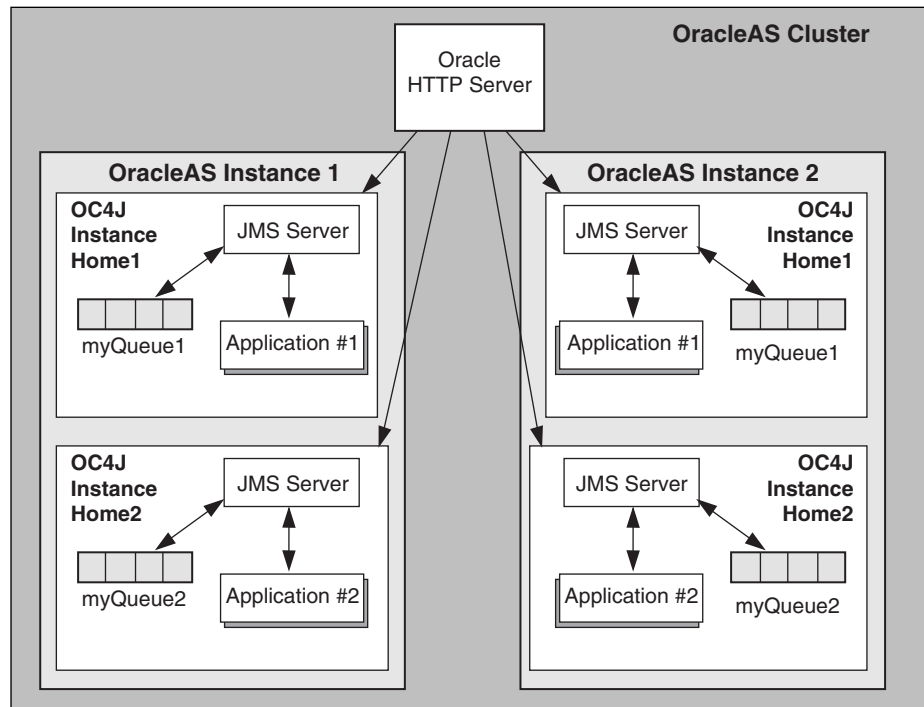 OracleAS Cluster
Oracle
HTTP Server
OracleAS Instance 1
OC4J
Instance
Home1
JMS Server
myQueue1
Application #1
OC4J
Instance
Home2
JMS Server
myQueue2
Application #2
OracleAS Instance 2
JMS Server
OC4J
Instance
Home1
Application #1
myQueue1
JMS Server
OC4J
Instance
Home2
Application #2
myQueue2